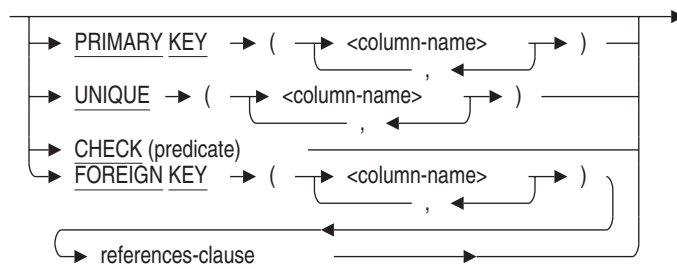 PRIMARY KEY ( <column-name> )
,
UNIQUE ( <column-name> )
,
CHECK (predicate)
FOREIGN KEY ( <column-name> )
,
references-clause